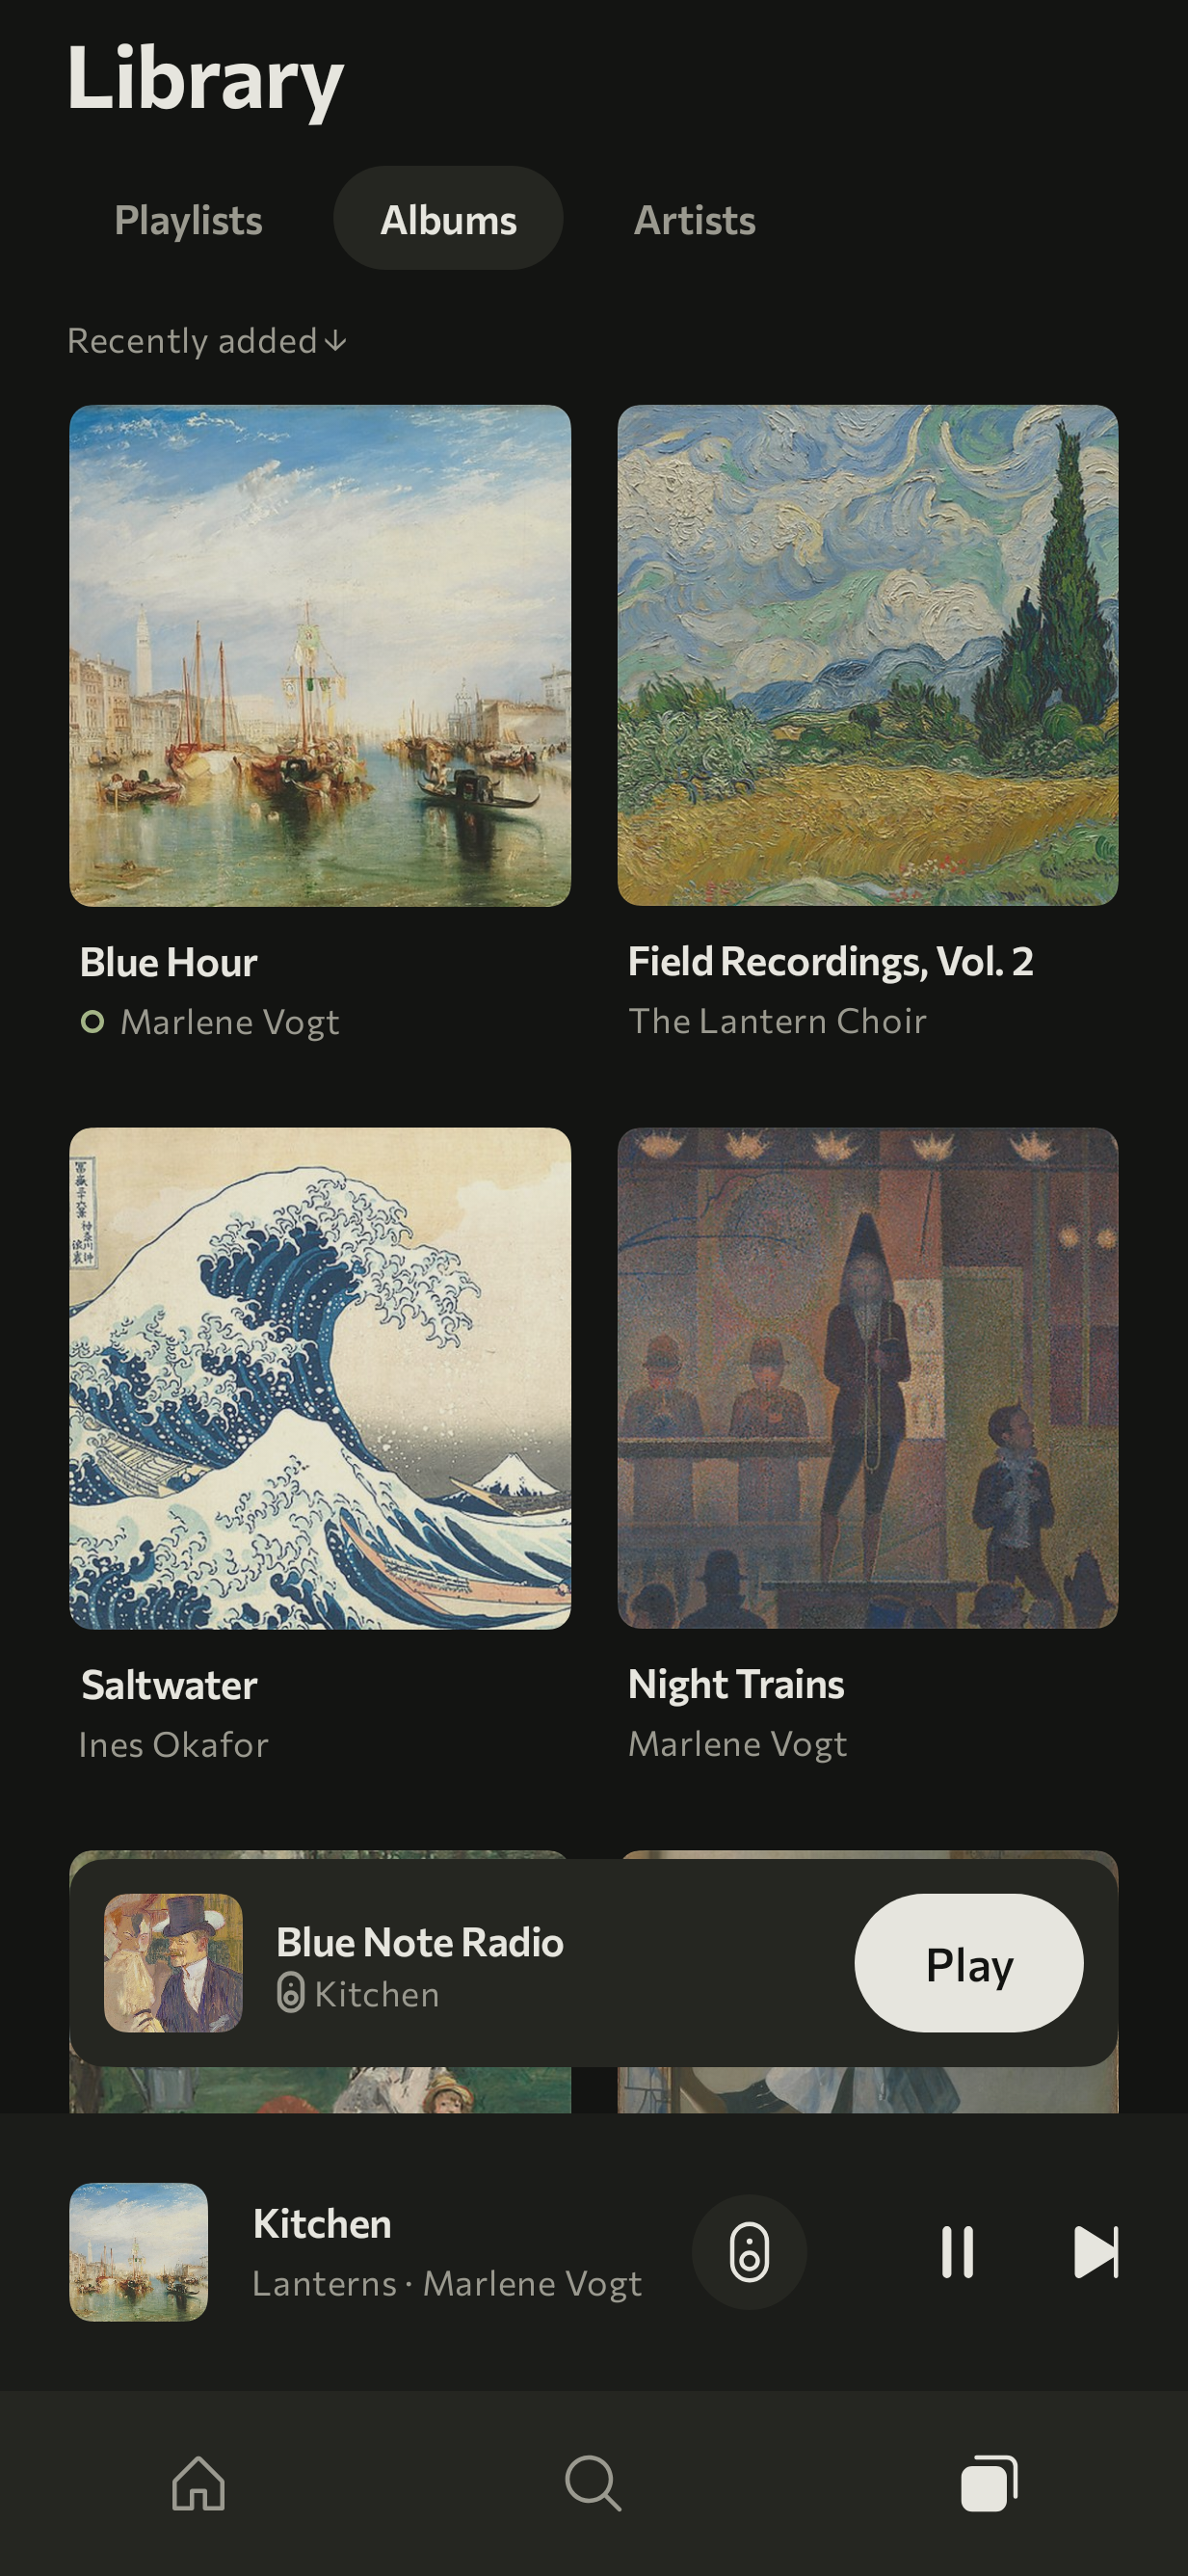 Library
Playlists
Albums
Artists
Recently added
Blue Hour
Marlene Vogt
Field Recordings, Vol. 2
The Lantern Choir
Saltwater
Ines Okafor
Night Trains
Marlene Vogt
Blue Note Radio
Kitchen
Play
Kitchen
Lanterns · Marlene Vogt